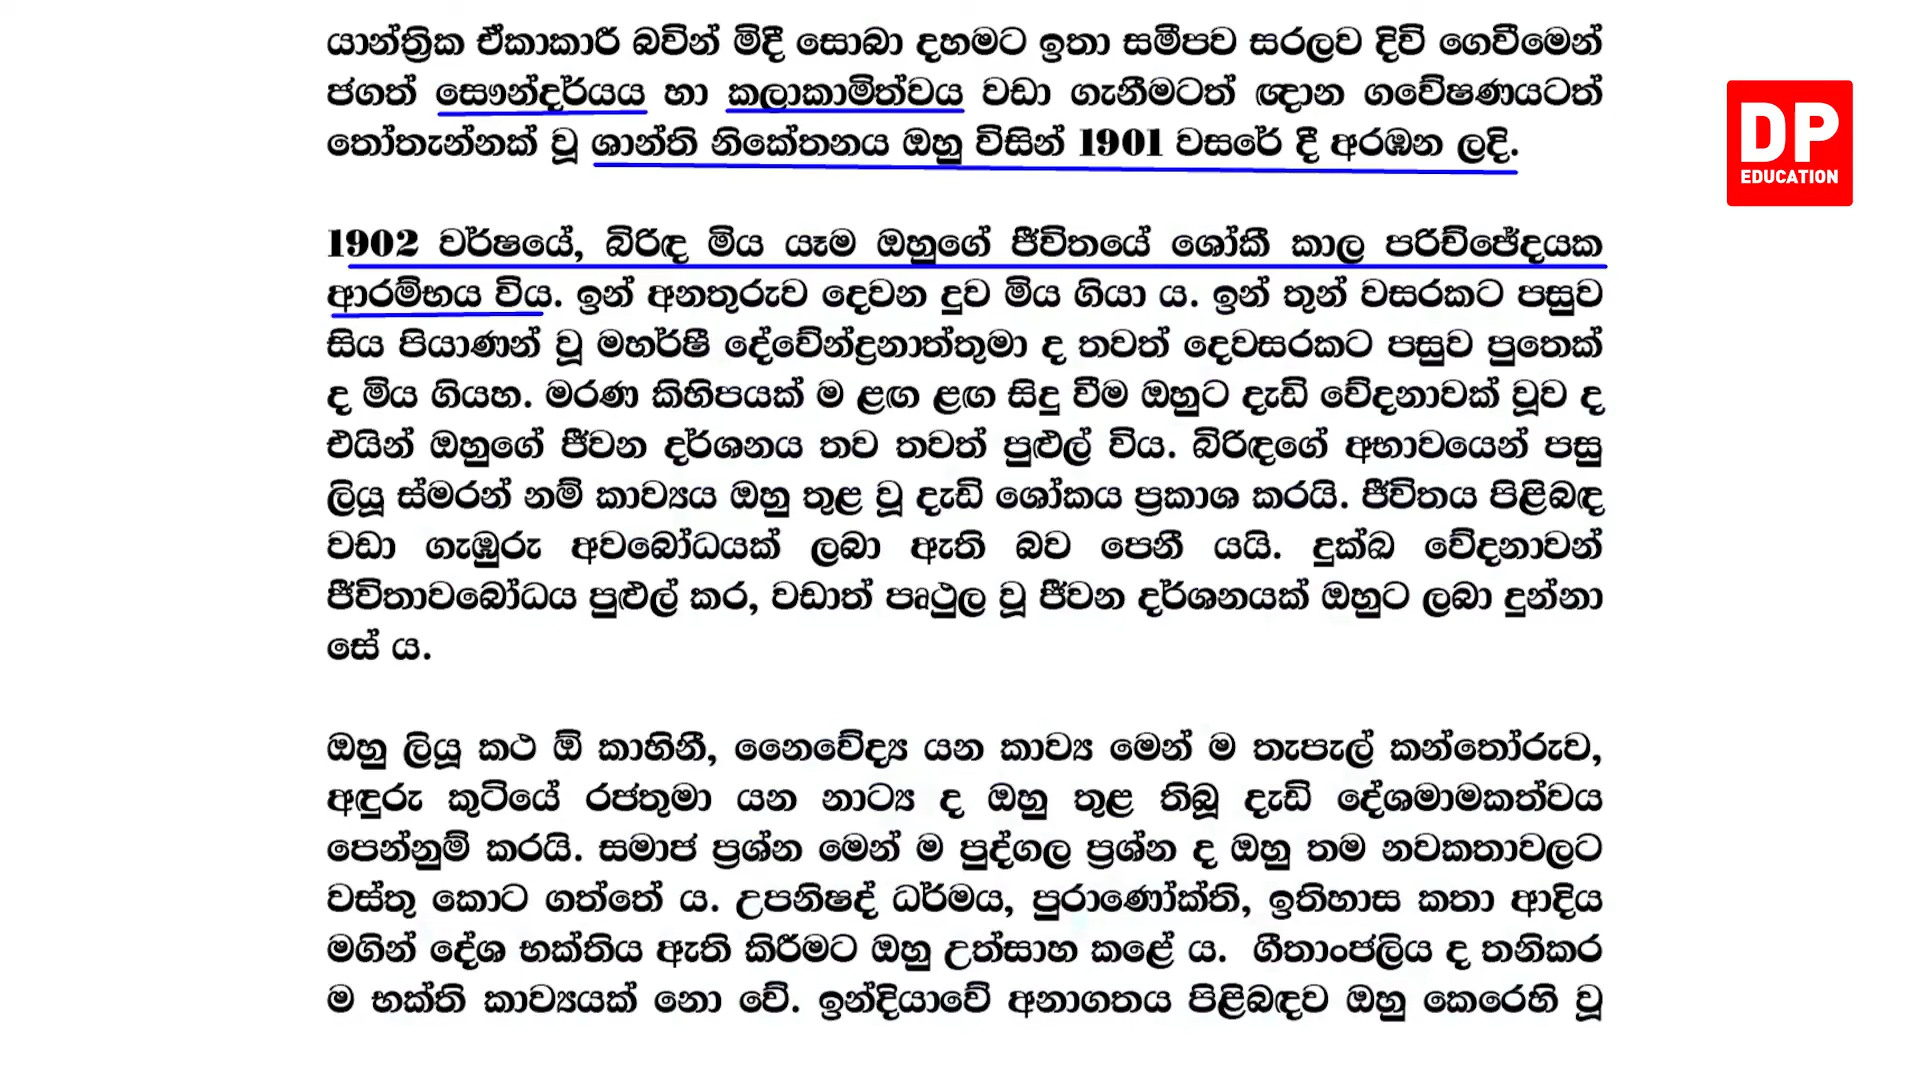 යාන්ත්‍රික ඒකාකාරී බවින් මිදී සොබා දහමට ඉතා සමීපව සරලව දිවි ගෙවීමෙන්
ජගත් සෞන්දර්යය හා කලාකාමිත්වය වඩා ගැනීමටත් ඥාන ගවේෂණයටත්
තෝතැන්නක් වූ ශාන්ති නිකේතනය ඔහු විසින් 1901 වසරේ දී අරඹන ලදි.
DP
EDUCATION
1902 වර්ෂයේ, බිරිඳ මිය යෑම ඔහුගේ ජීවිතයේ ශෝකී කාල පරිච්ඡේදයක
ආරම්භය විය. ඉන් අනතුරුව දෙවන දුව මිය ගියා ය. ඉන් තුන් වසරකට පසුව
සිය පියාණන් වූ මහර්ෂී දේවේන්ද්‍රනාත්තුමා ද තවත් දෙවසරකට පසුව පුතෙක්
ද මිය ගියහ. මරණ කිහිපයක් ම ළඟ ළඟ සිදු වීම ඔහුට දැඩි වේදනාවක් වූව ද
එයින් ඔහුගේ ජීවන දර්ශනය තව තවත් පුළුල් විය. බිරිඳගේ අභාවයෙන් පසු
ලියූ ස්මරන් නම් කාව්‍යය ඔහු තුළ වූ දැඩි ශෝකය ප්‍රකාශ කරයි. ජීවිතය පිළිබඳ
වඩා ගැඹුරු අවබෝධයක් ලබා ඇති බව පෙනී යයි. දුක්ඛ වේදනාවන්
ජීවිතාවබෝධය පුළුල් කර, වඩාත් පෘථුල වූ ජීවන දර්ශනයක් ඔහුට ලබා දුන්නා
සේ ය.
ඔහු ලියූ කථ ඕ කාහිනී, නෛවේද්‍ය යන කාව්‍ය මෙන් ම තැපැල් කන්තෝරුව,
අඳුරු කුටියේ රජතුමා යන නාට්‍ය ද ඔහු තුළ තිබූ දැඩි දේශමාමකත්වය
පෙන්නුම් කරයි. සමාජ ප්‍රශ්න මෙන් ම පුද්ගල ප්‍රශ්න ද ඔහු තම නවකතාවලට
වස්තු කොට ගත්තේ ය. උපනිෂද් ධර්මය, පුරාණෝක්ති, ඉතිහාස කතා ආදිය
මගින් දේශ භක්තිය ඇති කිරීමට ඔහු උත්සාහ කළේ ය. ගීතාංජලිය ද තනිකර
ම භක්ති කාව්‍යයක් නො වේ. ඉන්දියාවේ අනාගතය පිළිබඳව ඔහු කෙරෙහි වූ